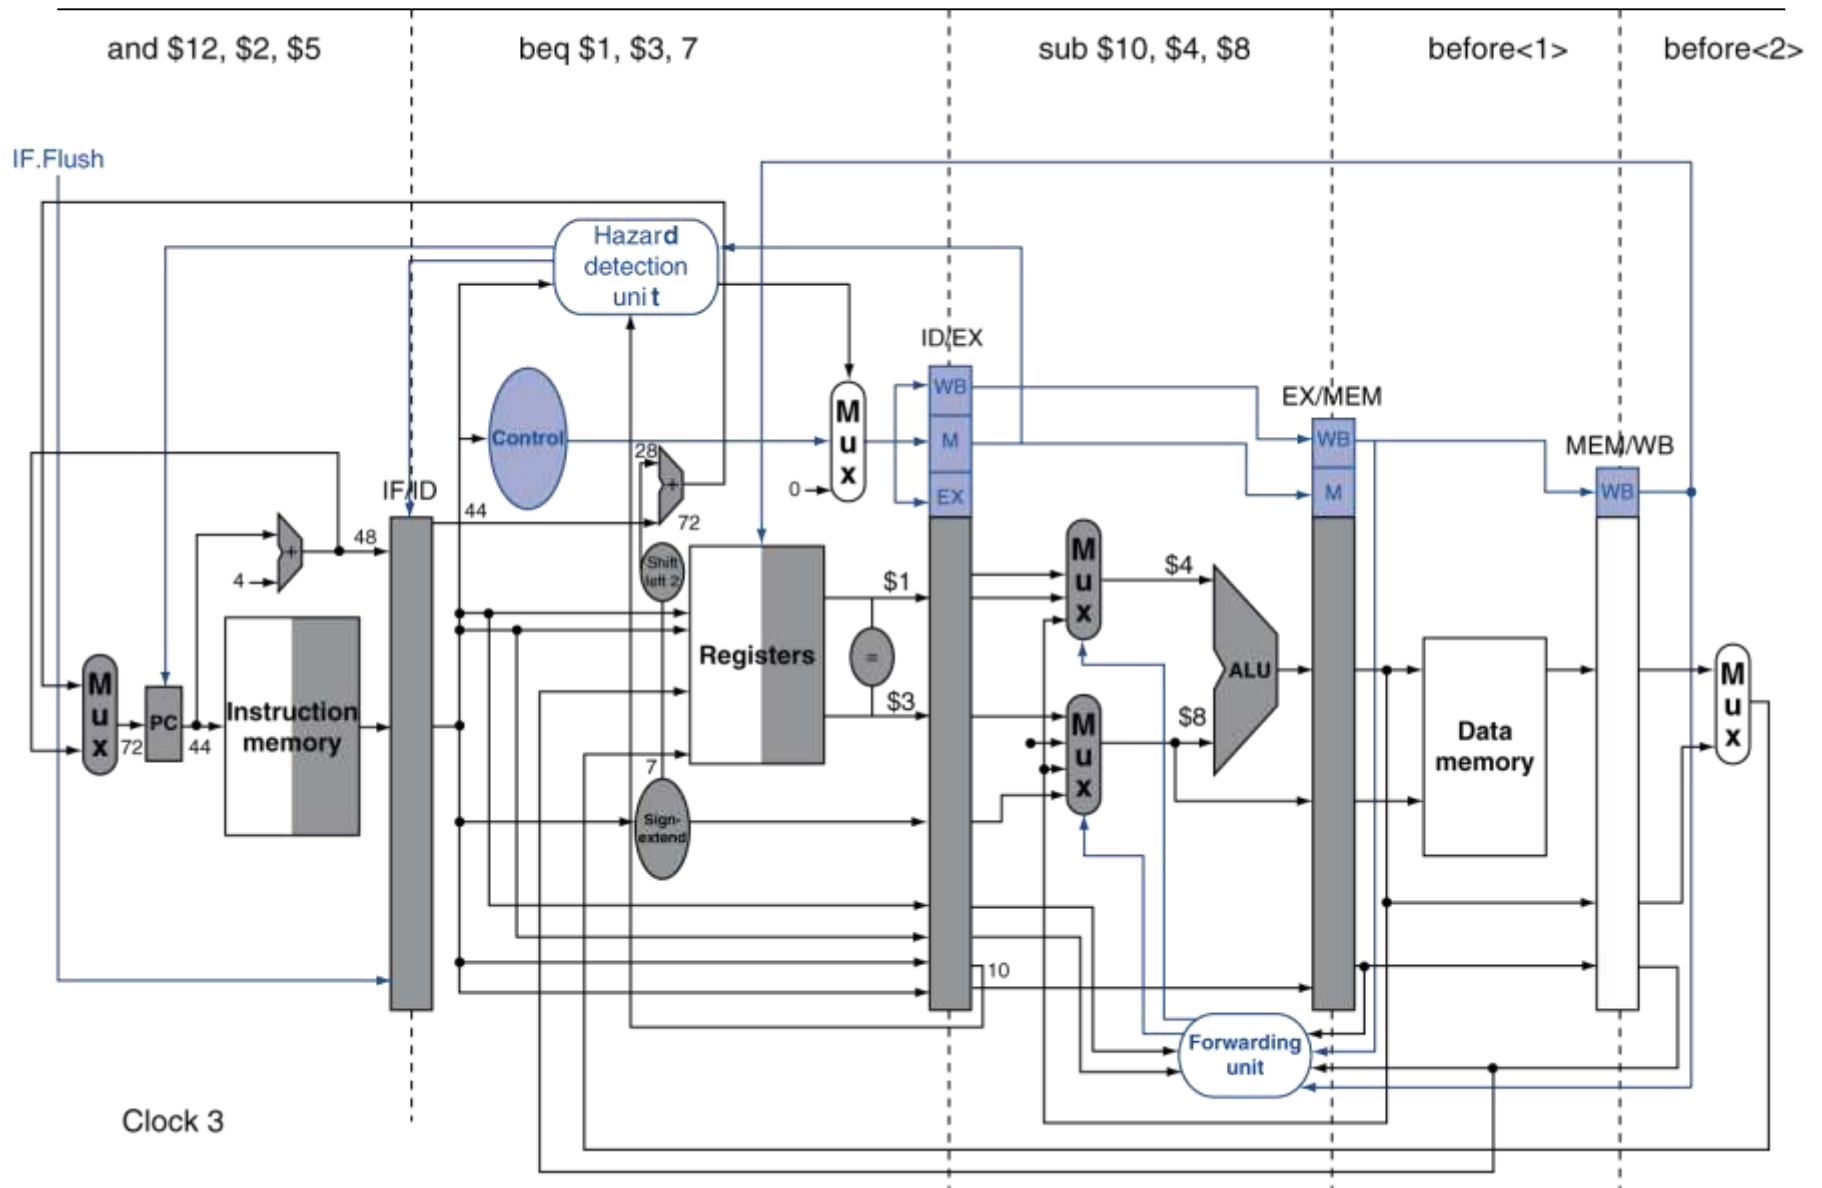 and $12, $2, $5
beq $1, $3, 7
sub $10, $4, $8
before<1>
before<2>
IF.Flush
Hazard
detection
unit
ID/EX
WB
M
EX
EX/MEM
WB
M
MEM/WB
WB
Control
M
u
x
0
28
+
72
IF/ID
44
48
+
4
Shift
left 2
$1
=
$3
Registers
M
u
x
$4
M
u
x
$8
ALU
Data
memory
M
u
x
M
u
x
72
PC
44
Instruction
memory
7
Sign-
extend
10
Forwarding
unit
Clock 3